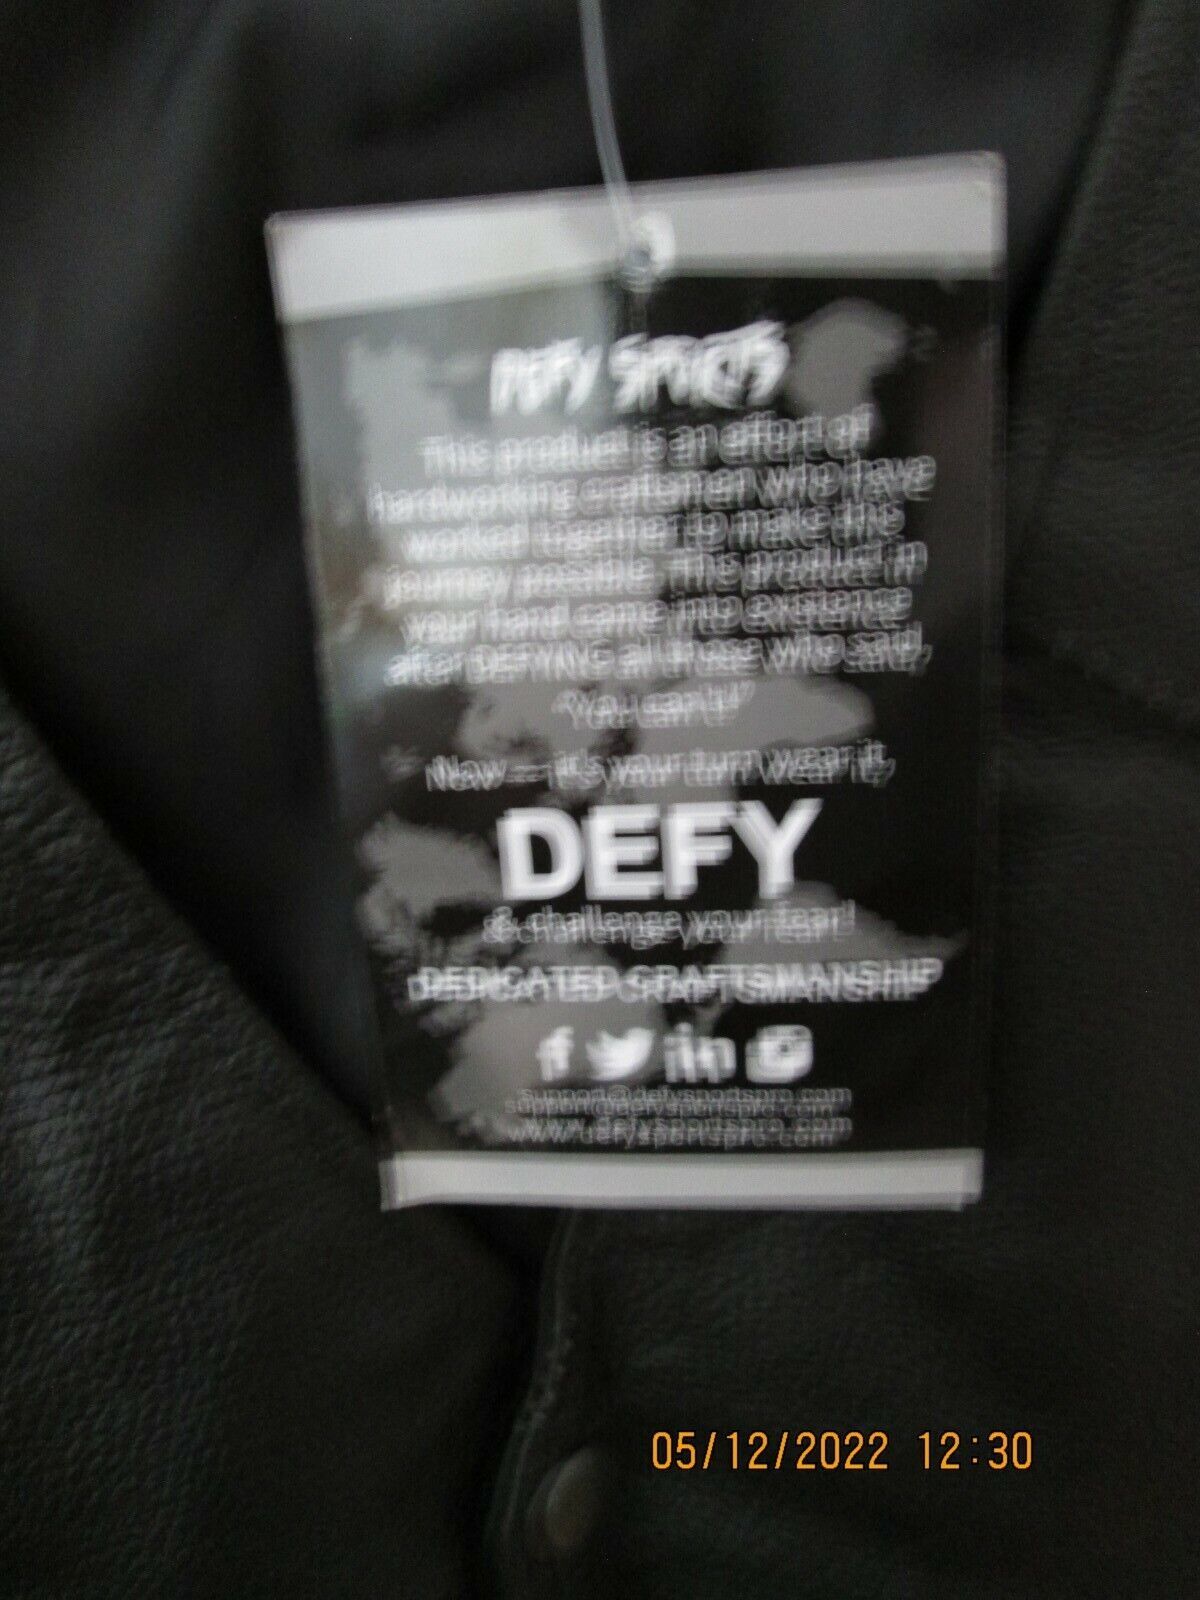 DEFY SPORTS
This product is an effort of
hardworking craftsmen who have
worked together to make this
journey possible. The product in
your hand came into existence
after DEFYING all those who said,
"You can't!"
Now — it's your turn wear it,
DEFY
& challenge your fear!
DEDICATED CRAFTSMANSHIP
f in
support@defysportspro.com
www.defysportspro.com
05/12/2022 12:30